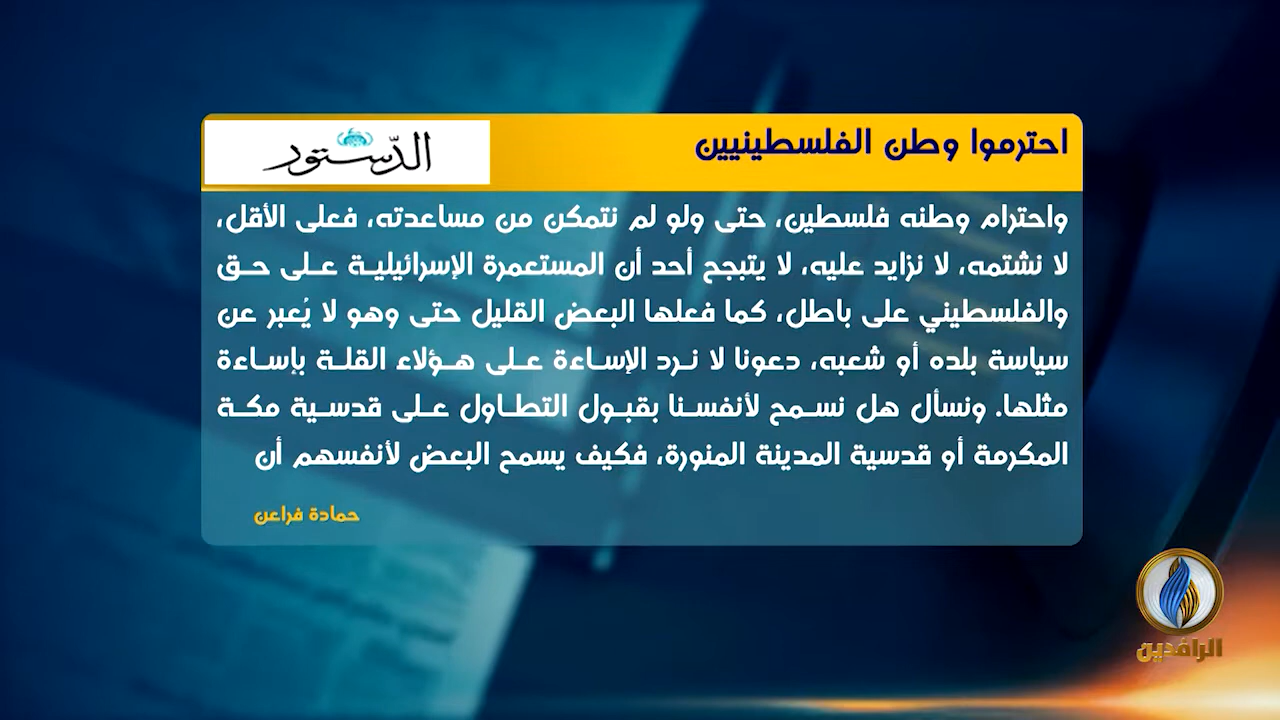 احترموا وطن الفلسطينيين
الدّستور
واحترام وطنه فلسطين، حتى ولو لم نتمكن من مساعدته، فعلى الأقل،
لا نشتمه، لا نزايد عليه، لا يتبجح أحد أن المستعمرة الإسرائيلية على حق
والفلسطيني على باطل، كما فعلها البعض القليل حتى وهو لا يُعبر عن
سياسة بلده أو شعبه، دعونا لا نرد الإساءة على هؤلاء القلة بإساءة
مثلها. ونسأل هل نسمح لأنفسنا بقبول التطاول على قدسية مكة
المكرمة أو قدسية المدينة المنورة، فكيف يسمح البعض لأنفسهم أن
حمادة فراعن
الرافدين